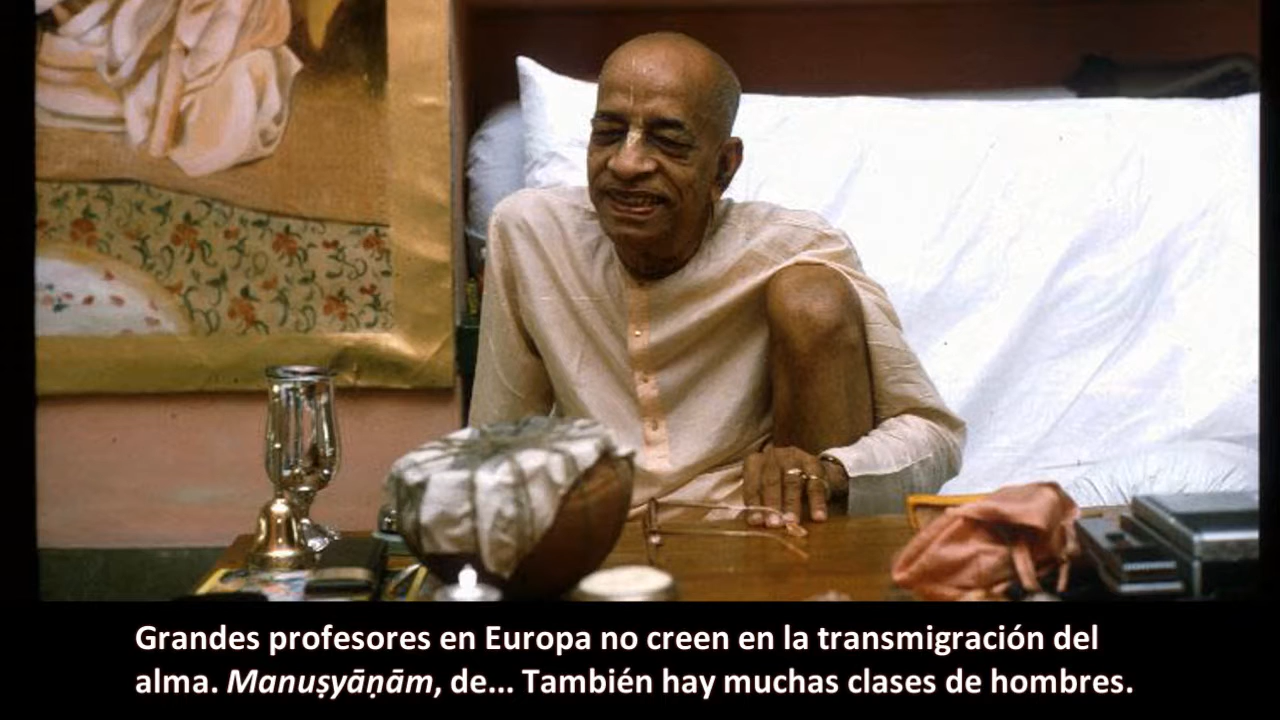 Grandes profesores en Europa no creen en la transmigración del
alma. Manuṣyāṇām, de... También hay muchas clases de hombres.